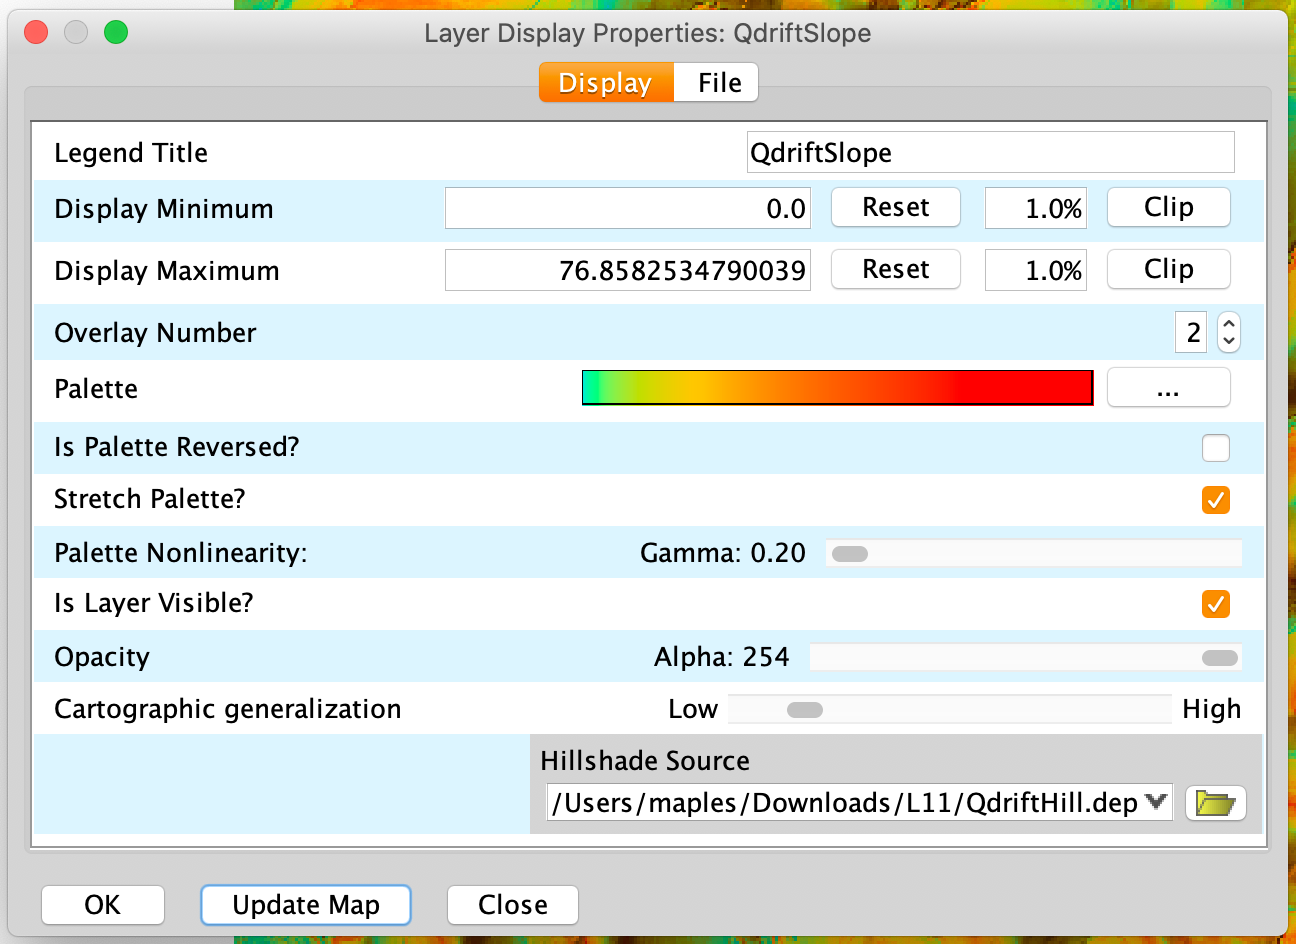 Layer Display Properties: QdriftSlope
Display File
Legend Title QdriftSlope
Display Minimum 0.0 Reset 1.0% Clip
Display Maximum 76.8582534790039 Reset 1.0% Clip
Overlay Number 2
Palette ...
Is Palette Reversed?
Stretch Palette?
Palette Nonlinearity: Gamma: 0.20
Is Layer Visible?
Opacity Alpha: 254
Cartographic generalization Low High
Hillshade Source
/Users/maples/Downloads/L11/QdriftHill.dep
OK Update Map Close